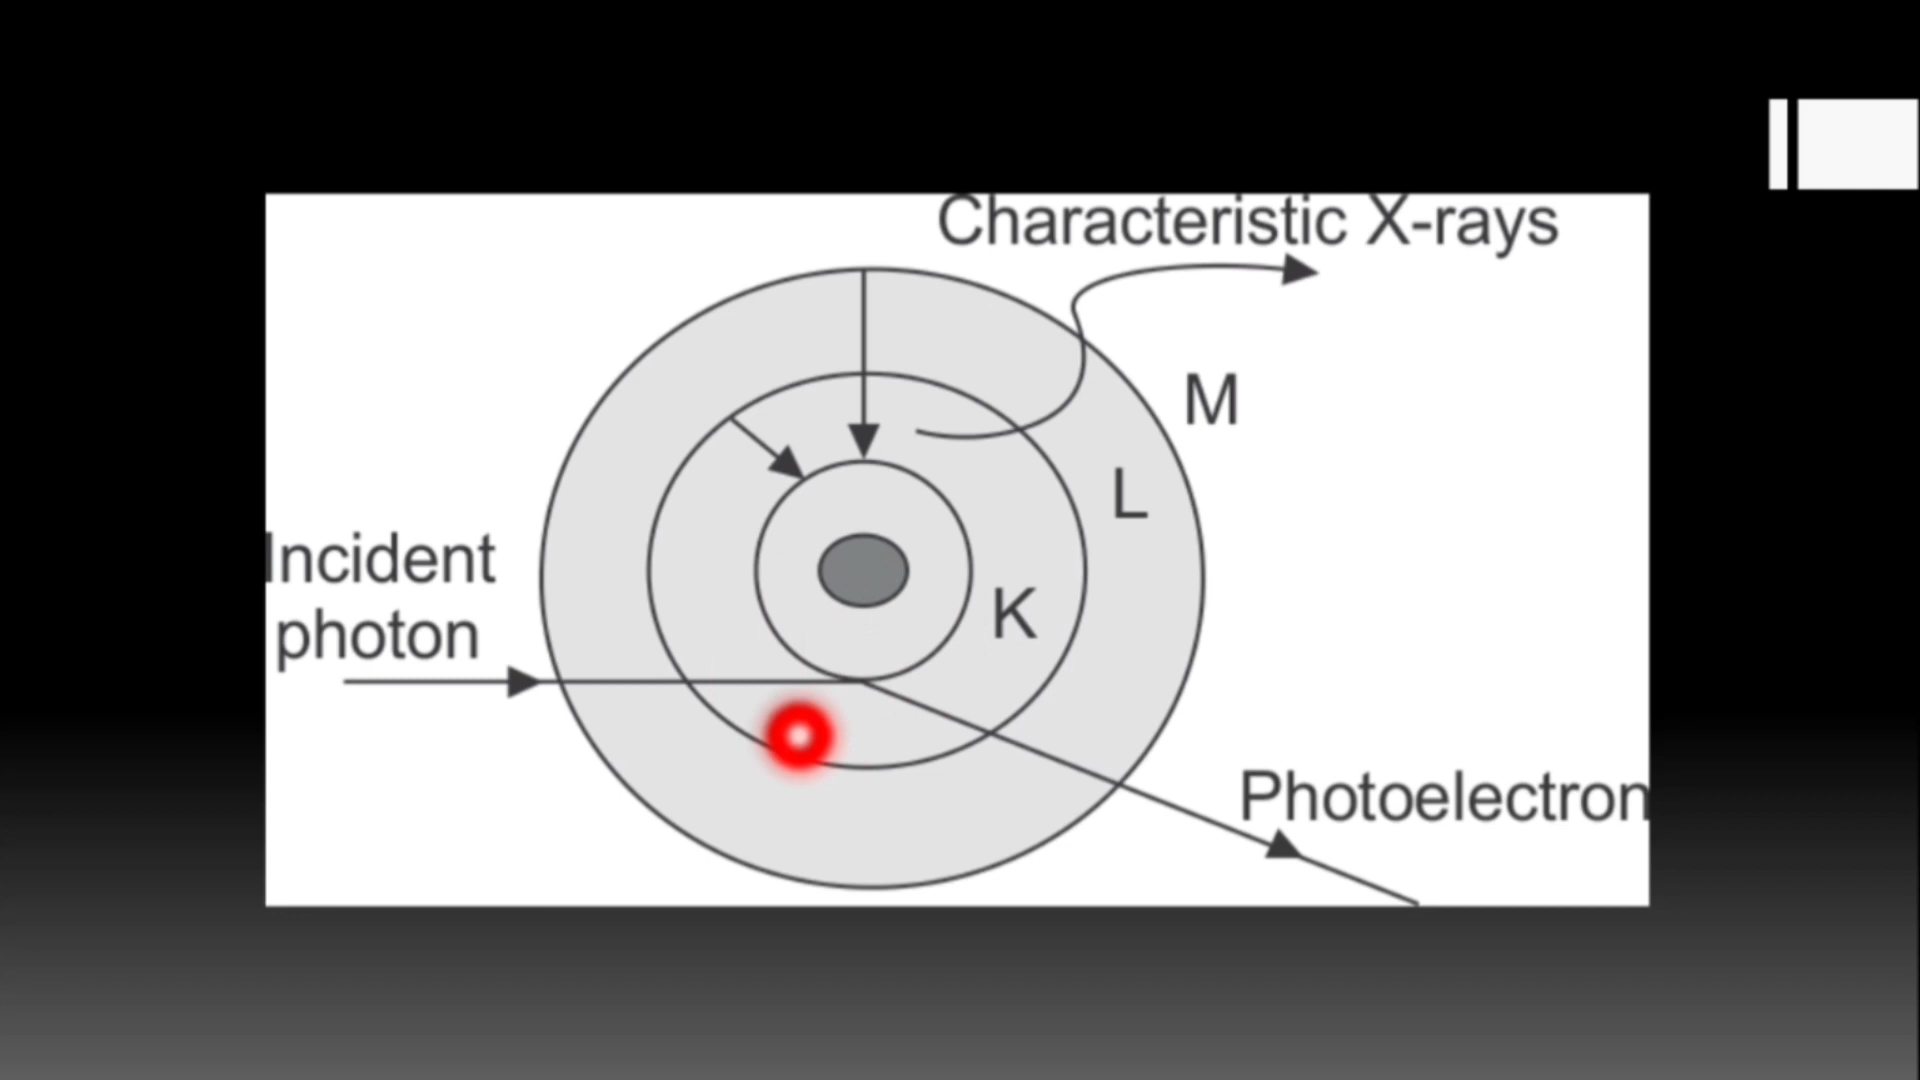 Characteristic X-rays
M
L
Incident
photon
K
Photoelectron